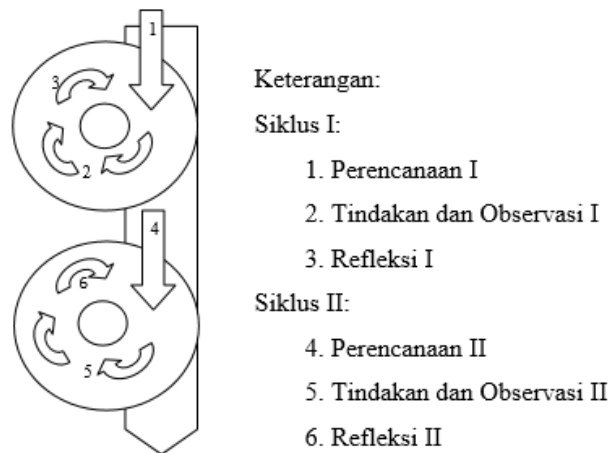 1
3
2
4
6
5
Keterangan:
Siklus I:
1. Perencanaan I
2. Tindakan dan Observasi I
3. Refleksi I
Siklus II:
4. Perencanaan II
5. Tindakan dan Observasi II
6. Refleksi II